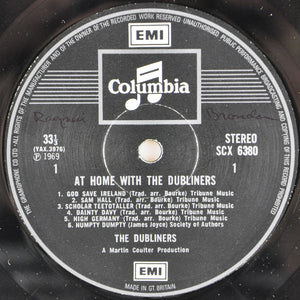 ALL RIGHTS OF THE MANUFACTURER AND OF THE OWNER OF THE RECORDED WORK RESERVED UNAUTHORISED PUBLIC PERFORMANCE BROADCASTING AND COPYING OF THIS RECORD PROHIBITED
EMI
Columbia
33⅓
(YAX.3976)
℗ 1969
1
STEREO
SCX 6380
1
AT HOME WITH THE DUBLINERS
1 GOD SAVE IRELAND (Trad. arr. Bourke) Tribune Music
2 SAM HALL (Trad. arr. Bourke) Tribune Music
3 SCHOLAR TEETOTALLER (Trad. arr. Bourke) Tribune Music
4 DAINTY DAVY (Trad. arr. Bourke) Tribune Music
5 HIGH GERMANY (Trad. arr. Bourke) Tribune Music
6 HUMPTY DUMPTY (James Joyce) Society of Authors
THE DUBLINERS
A Martin Coulter Production
EMI
MADE IN GT. BRITAIN